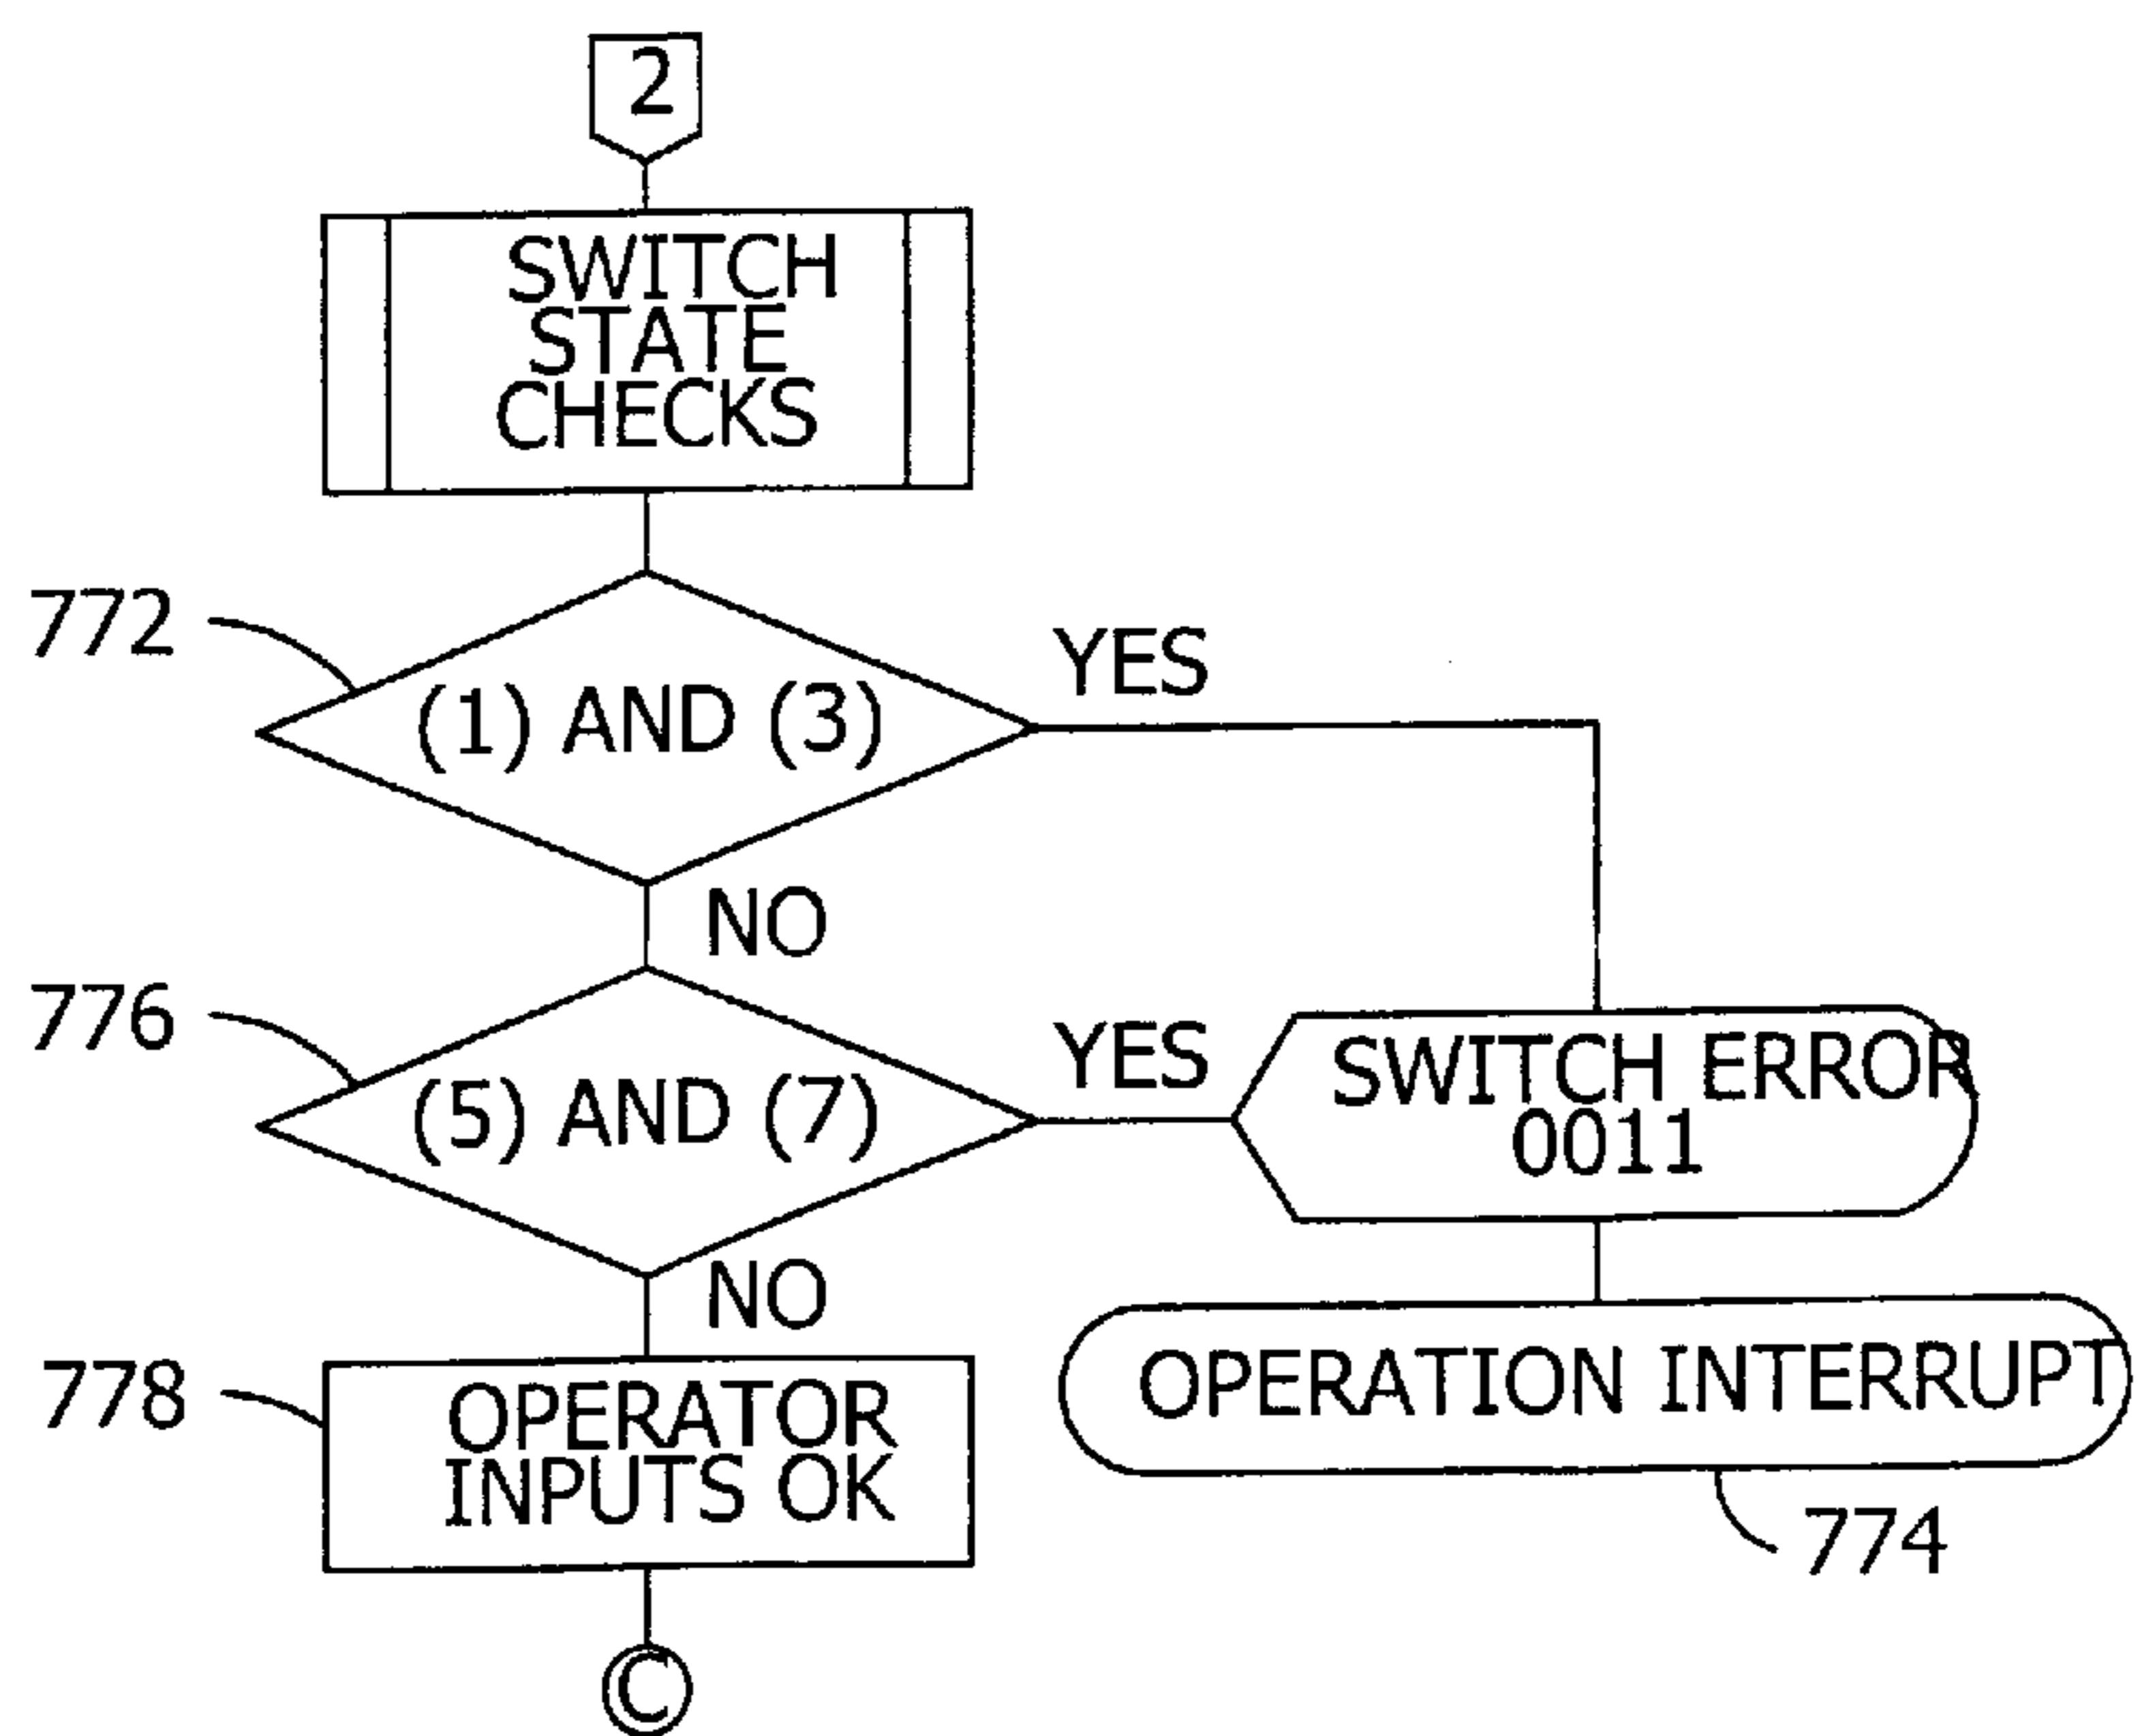 2
SWITCH
STATE
CHECKS
772
(1) AND (3)
YES
NO
776
(5) AND (7)
YES
SWITCH ERROR
0011
NO
778
OPERATOR
INPUTS OK
OPERATION INTERRUPT
774
C